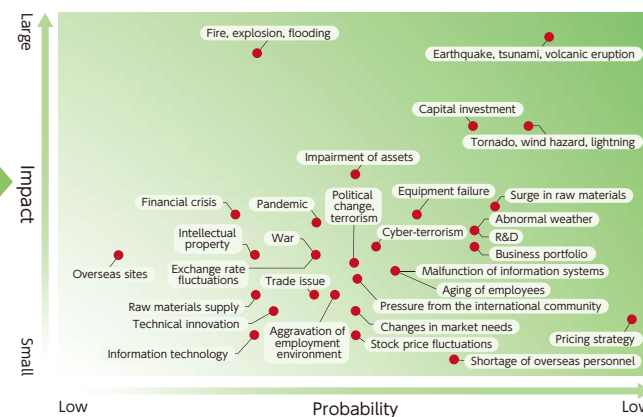 Large
Fire, explosion, flooding
Earthquake, tsunami, volcanic eruption
Capital investment
Tornado, wind hazard, lightning
Impact
Impairment of assets
Financial crisis
Pandemic
Political
change,
terrorism
Equipment failure
Surge in raw materials
Abnormal weather
Intellectual
property
War
Cyber-terrorism
R&D
Business portfolio
Overseas sites
Exchange rate
fluctuations
Trade issue
Malfunction of information systems
Aging of employees
Raw materials supply
Pressure from the international community
Technical innovation
Aggravation of
employment
environment
Changes in market needs
Pricing strategy
Information technology
Stock price fluctuations
Shortage of overseas personnel
Small
Low
Probability
Low